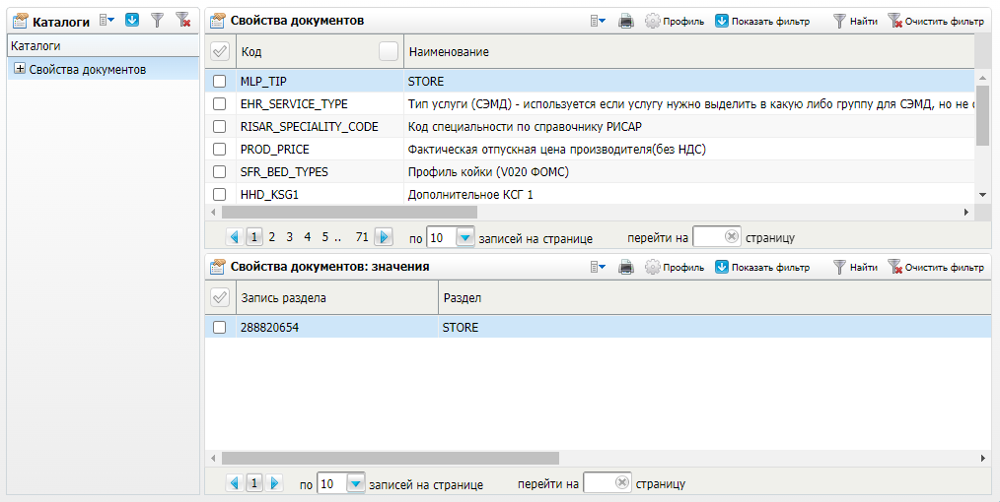 Каталоги
Каталоги
Свойства документов
Свойства документов
Профиль
Показать фильтр
Найти
Очистить фильтр
Код
Наименование
MLP_TIP
STORE
EHR_SERVICE_TYPE
Тип услуги (СЭМД) - используется если услугу нужно выделить в какую либо группу для СЭМД, но не
RISAR_SPECIALITY_CODE
Код специальности по справочнику РИСАР
PROD_PRICE
Фактическая отпускная цена производителя(без НДС)
SFR_BED_TYPES
Профиль койки (V020 ФОМС)
HHD_KSG1
Дополнительное КСГ 1
1 2 3 4 5 .. 71
по 10 записей на странице
перейти на страницу
Свойства документов: значения
Профиль
Показать фильтр
Найти
Очистить фильтр
Запись раздела
Раздел
288820654
STORE
1
по 10 записей на странице
перейти на страницу